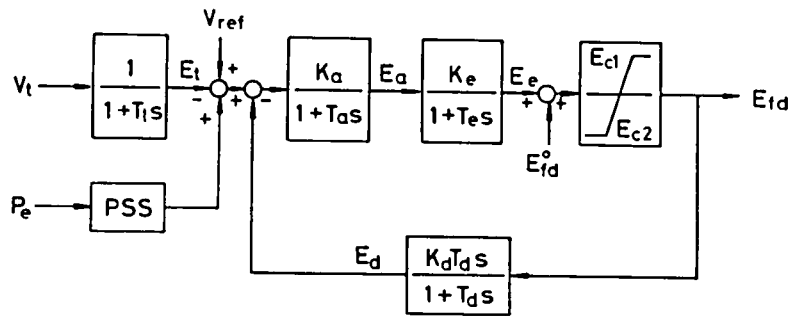 V_ref
V_t
1
1+T_t s
E_t
+
-
+
+
-
K_a
1+T_a s
E_a
K_e
1+T_e s
E_e
+
+
E_fd^o
E_c1
E_c2
E_fd
P_e
PSS
E_d
K_d T_d s
1+T_d s